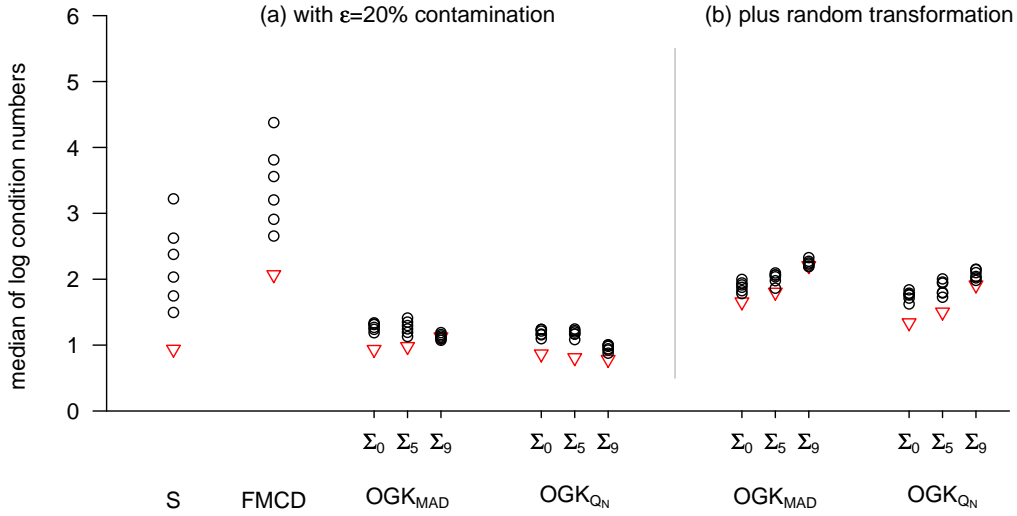 (a) with ε=20% contamination
(b) plus random transformation
median of log condition numbers
6
5
4
3
2
1
0
Σ0 Σ5 Σ9 Σ0 Σ5 Σ9 Σ0 Σ5 Σ9 Σ0 Σ5 Σ9
S FMCD OGKMAD OGKQN OGKMAD OGKQN